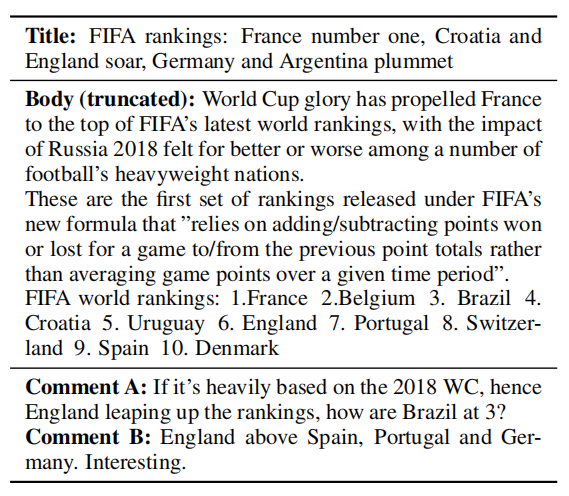 Title: FIFA rankings: France number one, Croatia and
England soar, Germany and Argentina plummet
Body (truncated): World Cup glory has propelled France
to the top of FIFA's latest world rankings, with the impact
of Russia 2018 felt for better or worse among a number of
football's heavyweight nations.
These are the first set of rankings released under FIFA's
new formula that ”relies on adding/subtracting points won
or lost for a game to/from the previous point totals rather
than averaging game points over a given time period”.
FIFA world rankings: 1.France 2.Belgium 3. Brazil 4.
Croatia 5. Uruguay 6. England 7. Portugal 8. Switzer-
land 9. Spain 10. Denmark
Comment A: If it's heavily based on the 2018 WC, hence
England leaping up the rankings, how are Brazil at 3?
Comment B: England above Spain, Portugal and Ger-
many. Interesting.